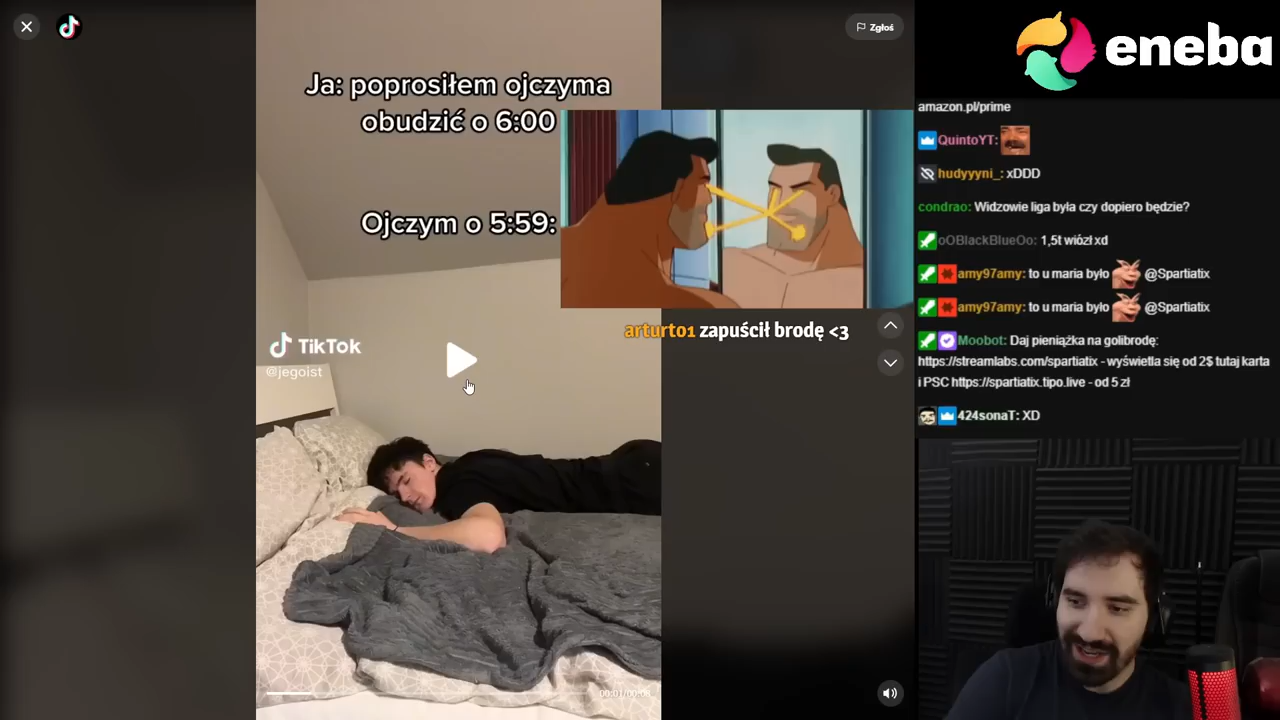 Zgłoś
Ja: poprosiłem ojczyma
obudzić o 6:00
Ojczym o 5:59:
arturto1 zapuścił brodę <3
TikTok
@jegoist
eneba
amazon.pl/prime
QuintoYT:
hudyyyni_: xDDD
condrao: Widzowie liga była czy dopiero będzie?
oOBlackBlueOo: 1,5t wiózł xd
amy97amy: to u maria było @Spartiatix
amy97amy: to u maria było @Spartiatix
Moobot: Daj pieniążka na golibrodę:
https://streamlabs.com/spartiatix - wyświetla się od 2$ tutaj karta
i PSC https://spartiatix.tipo.live - od 5 zł
424sonaT: XD